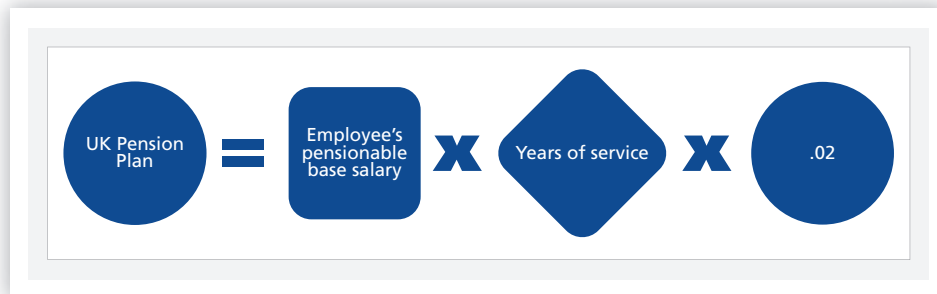 UK Pension
Plan
=
Employee's
pensionable
base salary
x
Years of service
x
.02